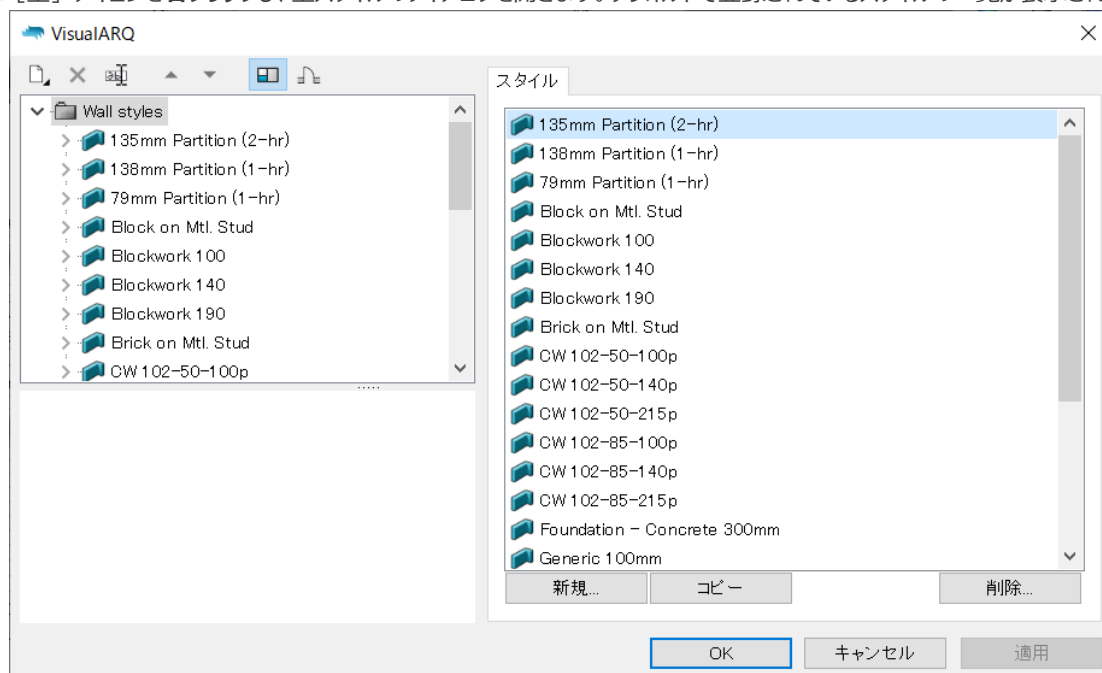 VisualARQ
Wall styles
135mm Partition (2-hr)
138mm Partition (1-hr)
79mm Partition (1-hr)
Block on Mtl. Stud
Blockwork 100
Blockwork 140
Blockwork 190
Brick on Mtl. Stud
CW 102-50-100p
スタイル
135mm Partition (2-hr)
138mm Partition (1-hr)
79mm Partition (1-hr)
Block on Mtl. Stud
Blockwork 100
Blockwork 140
Blockwork 190
Brick on Mtl. Stud
CW 102-50-100p
CW 102-50-140p
CW 102-50-215p
CW 102-85-100p
CW 102-85-140p
CW 102-85-215p
Foundation - Concrete 300mm
Generic 100mm
新規...
コピー
削除...
OK
キャンセル
適用